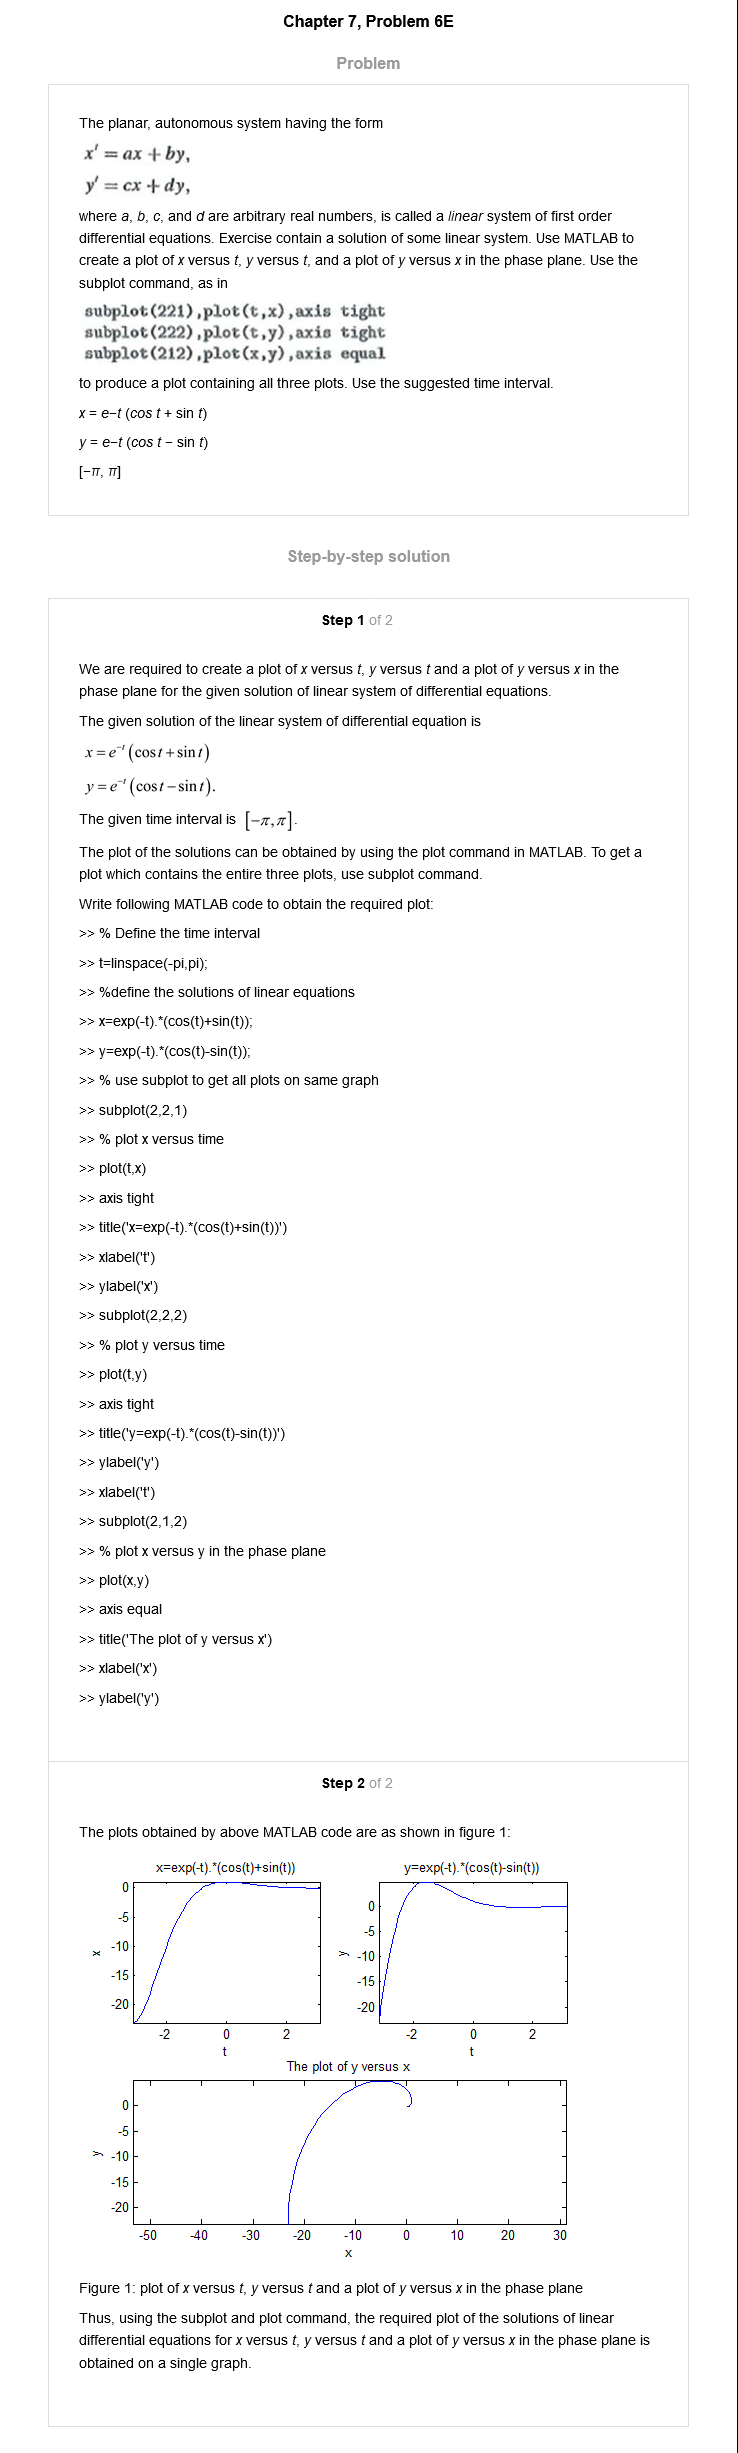 Chapter 7, Problem 6E
Problem
The planar, autonomous system having the form
x′ = ax + by,
y′ = cx + dy,
where a, b, c, and d are arbitrary real numbers, is called a linear system of first order
differential equations. Exercise contain a solution of some linear system. Use MATLAB to
create a plot of x versus t, y versus t, and a plot of y versus x in the phase plane. Use the
subplot command, as in
subplot(221),plot(t,x),axis tight
subplot(222),plot(t,y),axis tight
subplot(212),plot(x,y),axis equal
to produce a plot containing all three plots. Use the suggested time interval.
x = e−t (cos t + sin t)
y = e−t (cos t − sin t)
[−π, π]
Step-by-step solution
Step 1 of 2
We are required to create a plot of x versus t, y versus t and a plot of y versus x in the
phase plane for the given solution of linear system of differential equations.
The given solution of the linear system of differential equation is
x = e⁻ᵗ (cos t + sin t)
y = e⁻ᵗ (cos t − sin t).
The given time interval is [−π, π].
The plot of the solutions can be obtained by using the plot command in MATLAB. To get a
plot which contains the entire three plots, use subplot command.
Write following MATLAB code to obtain the required plot:
>> % Define the time interval
>> t=linspace(-pi,pi);
>> %define the solutions of linear equations
>> x=exp(-t).*(cos(t)+sin(t));
>> y=exp(-t).*(cos(t)-sin(t));
>> % use subplot to get all plots on same graph
>> subplot(2,2,1)
>> % plot x versus time
>> plot(t,x)
>> axis tight
>> title('x=exp(-t).*(cos(t)+sin(t))')
>> xlabel('t')
>> ylabel('x')
>> subplot(2,2,2)
>> % plot y versus time
>> plot(t,y)
>> axis tight
>> title('y=exp(-t).*(cos(t)-sin(t))')
>> ylabel('y')
>> xlabel('t')
>> subplot(2,1,2)
>> % plot x versus y in the phase plane
>> plot(x,y)
>> axis equal
>> title('The plot of y versus x')
>> xlabel('x')
>> ylabel('y')
Step 2 of 2
The plots obtained by above MATLAB code are as shown in figure 1:
x=exp(-t).*(cos(t)+sin(t))
0
-5
-10
-15
-20
x
-2 0 2
t
y=exp(-t).*(cos(t)-sin(t))
0
-5
-10
-15
-20
y
-2 0 2
t
The plot of y versus x
0
-5
-10
-15
-20
y
-50 -40 -30 -20 -10 0 10 20 30
x
Figure 1: plot of x versus t, y versus t and a plot of y versus x in the phase plane
Thus, using the subplot and plot command, the required plot of the solutions of linear
differential equations for x versus t, y versus t and a plot of y versus x in the phase plane is
obtained on a single graph.